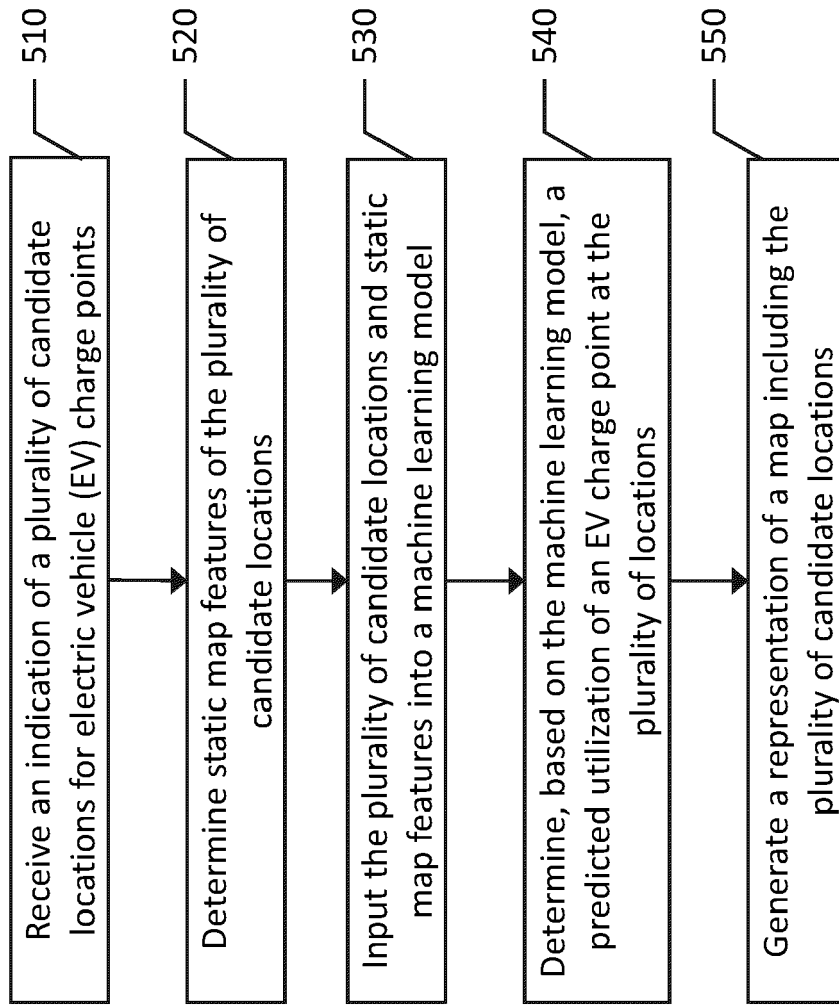 Receive an indication of a plurality of candidate
locations for electric vehicle (EV) charge points
510
Determine static map features of the plurality of
candidate locations
520
Input the plurality of candidate locations and static
map features into a machine learning model
530
Determine, based on the machine learning model, a
predicted utilization of an EV charge point at the
plurality of locations
540
Generate a representation of a map including the
plurality of candidate locations
550